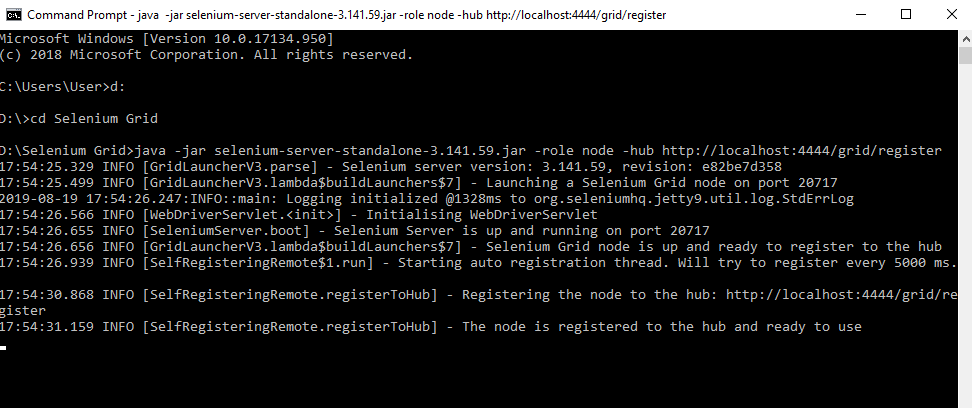 Command Prompt - java -jar selenium-server-standalone-3.141.59.jar -role node -hub http://localhost:4444/grid/register
Microsoft Windows [Version 10.0.17134.950]
(c) 2018 Microsoft Corporation. All rights reserved.
C:\Users\User>d:
D:\>cd Selenium Grid
D:\Selenium Grid>java -jar selenium-server-standalone-3.141.59.jar -role node -hub http://localhost:4444/grid/register
17:54:25.329 INFO [GridLauncherV3.parse] - Selenium server version: 3.141.59, revision: e82be7d358
17:54:25.499 INFO [GridLauncherV3.lambda$buildLaunchers$7] - Launching a Selenium Grid node on port 20717
2019-08-19 17:54:26.247:INFO::main: Logging initialized @1328ms to org.seleniumhq.jetty9.util.log.StdErrLog
17:54:26.566 INFO [WebDriverServlet.<init>] - Initialising WebDriverServlet
17:54:26.655 INFO [SeleniumServer.boot] - Selenium Server is up and running on port 20717
17:54:26.656 INFO [GridLauncherV3.lambda$buildLaunchers$7] - Selenium Grid node is up and ready to register to the hub
17:54:26.939 INFO [SelfRegisteringRemote$1.run] - Starting auto registration thread. Will try to register every 5000 ms.
17:54:30.868 INFO [SelfRegisteringRemote.registerToHub] - Registering the node to the hub: http://localhost:4444/grid/re
gister
17:54:31.159 INFO [SelfRegisteringRemote.registerToHub] - The node is registered to the hub and ready to use